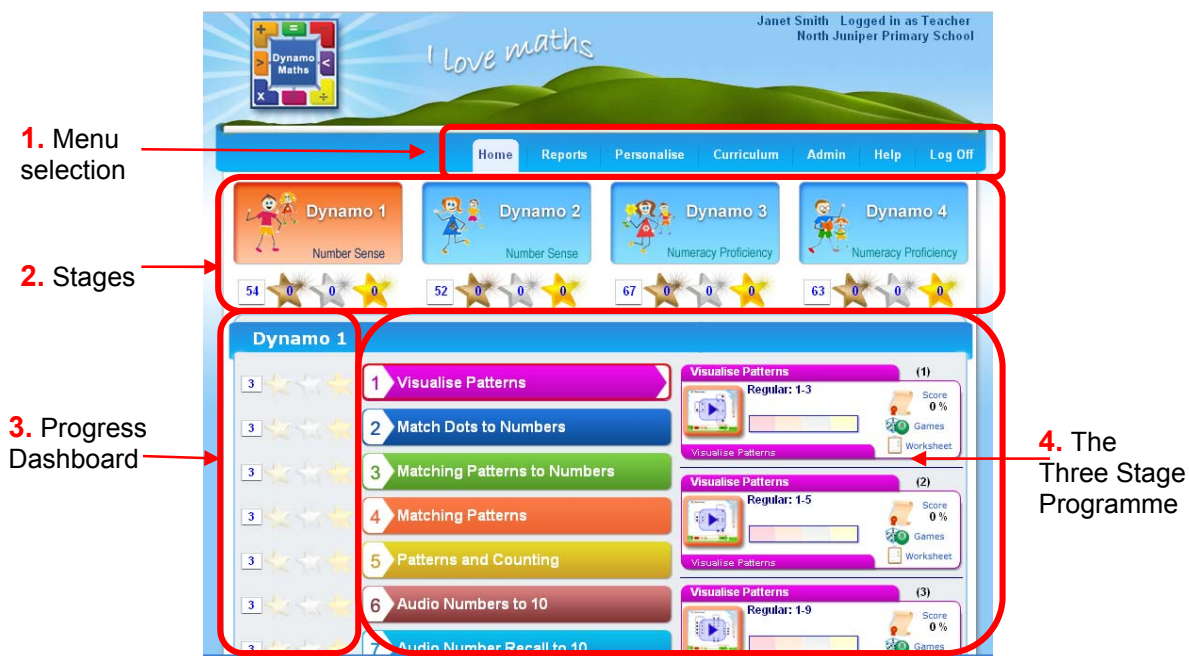 Janet Smith Logged in as Teacher
North Juniper Primary School
+ = -
> Dynamo <
Maths
x ÷
I love maths
1. Menu
selection
Home Reports Personalise Curriculum Admin Help Log Off
Dynamo 1
Number Sense
Dynamo 2
Number Sense
Dynamo 3
Numeracy Proficiency
Dynamo 4
Numeracy Proficiency
2. Stages
54 0 0 0
52 0 0 0
67 0 0 0
63 0 0 0
Dynamo 1
3. Progress
Dashboard
3
1 Visualise Patterns
3
2 Match Dots to Numbers
3
3 Matching Patterns to Numbers
3
4 Matching Patterns
3
5 Patterns and Counting
3
6 Audio Numbers to 10
3
7 Audio Number Recall to 10
Visualise Patterns (1)
Regular: 1-3
Score
0 %
Games
Worksheet
Visualise Patterns
Visualise Patterns (2)
Regular: 1-5
Score
0 %
Games
Worksheet
Visualise Patterns
Visualise Patterns (3)
Regular: 1-9
Score
0 %
Games
4. The
Three Stage
Programme